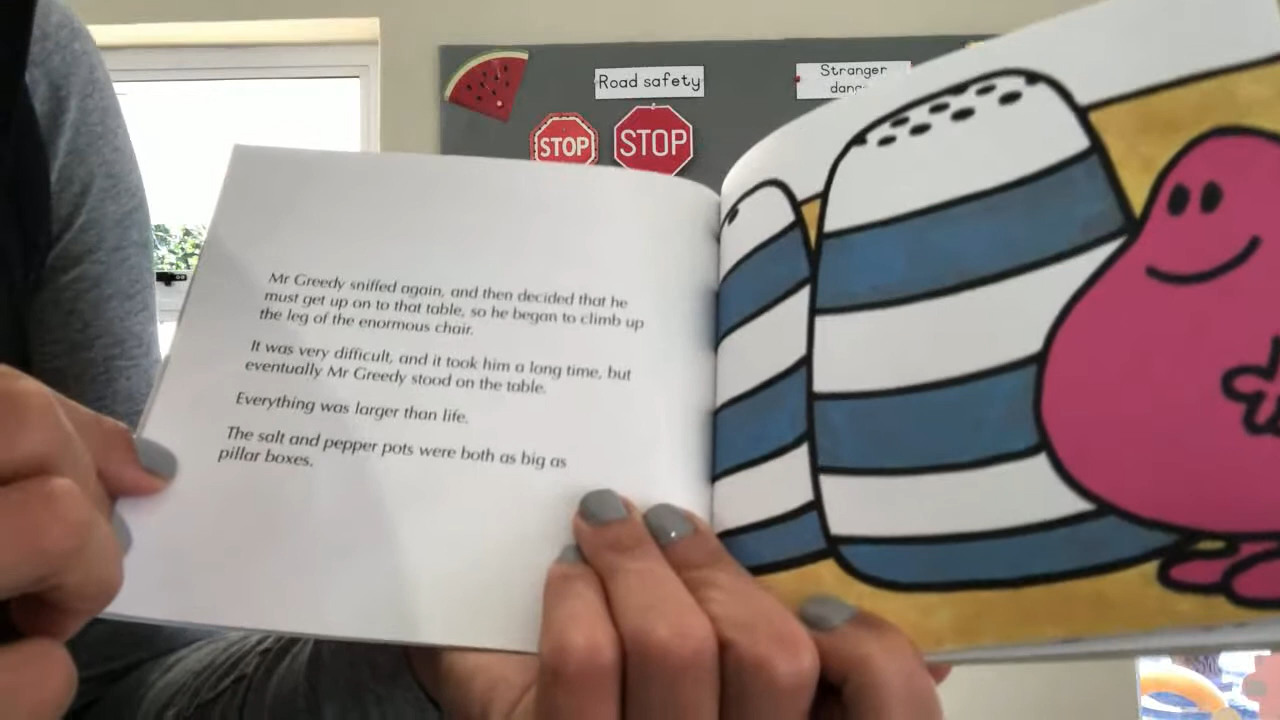 Road safety
Stranger
STOP
STOP
Mr Greedy sniffed again, and then decided that he
must get up on to that table, so he began to climb up
the leg of the enormous chair.
It was very difficult, and it took him a long time, but
eventually Mr Greedy stood on the table.
Everything was larger than life.
The salt and pepper pots were both as big as
pillar boxes.